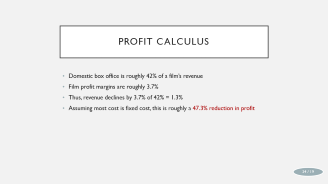 PROFIT CALCULUS
• Domestic box office is roughly 42% of a film's revenue
• Film profit margins are roughly 3.7%
• Thus, revenue declines by 3.7% of 42% = 1.3%
• Assuming most cost is fixed cost, this is roughly a 47.3% reduction in profit